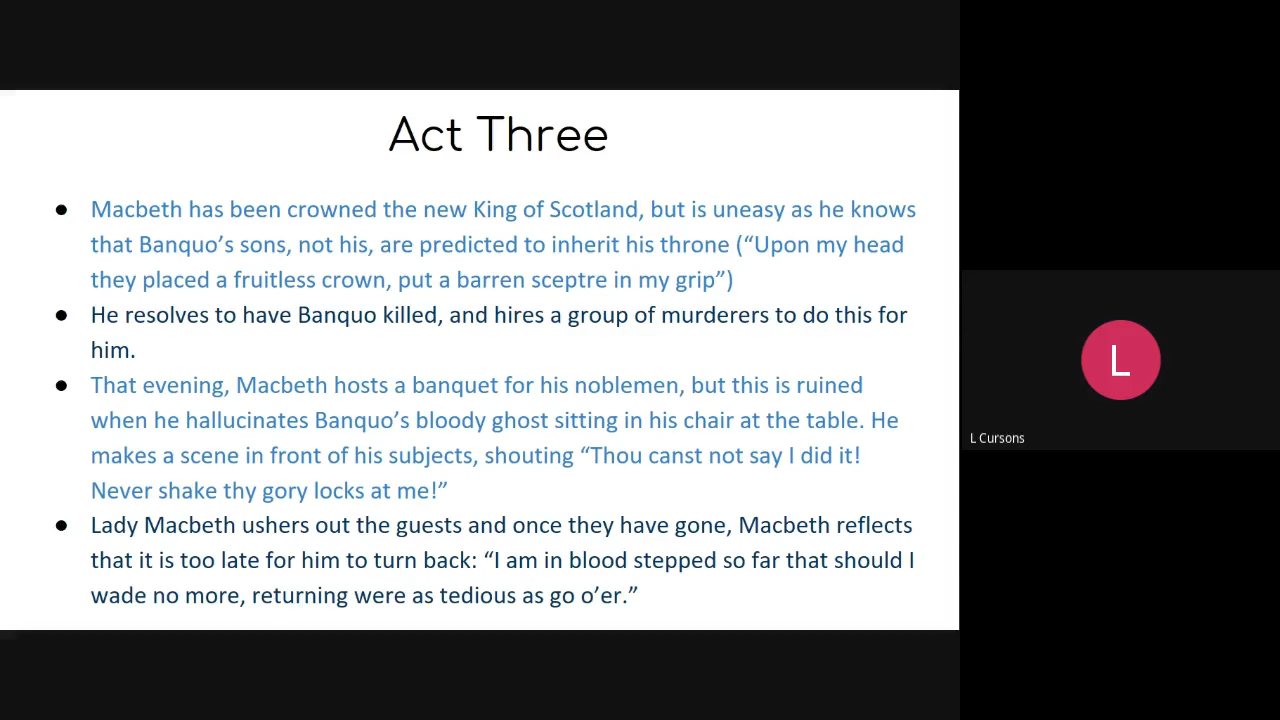 Act Three
● Macbeth has been crowned the new King of Scotland, but is uneasy as he knows
that Banquo’s sons, not his, are predicted to inherit his throne (“Upon my head
they placed a fruitless crown, put a barren sceptre in my grip”)
● He resolves to have Banquo killed, and hires a group of murderers to do this for
him.
● That evening, Macbeth hosts a banquet for his noblemen, but this is ruined
when he hallucinates Banquo’s bloody ghost sitting in his chair at the table. He
makes a scene in front of his subjects, shouting “Thou canst not say I did it!
Never shake thy gory locks at me!”
● Lady Macbeth ushers out the guests and once they have gone, Macbeth reflects
that it is too late for him to turn back: “I am in blood stepped so far that should I
wade no more, returning were as tedious as go o’er.”
L
L Cursons